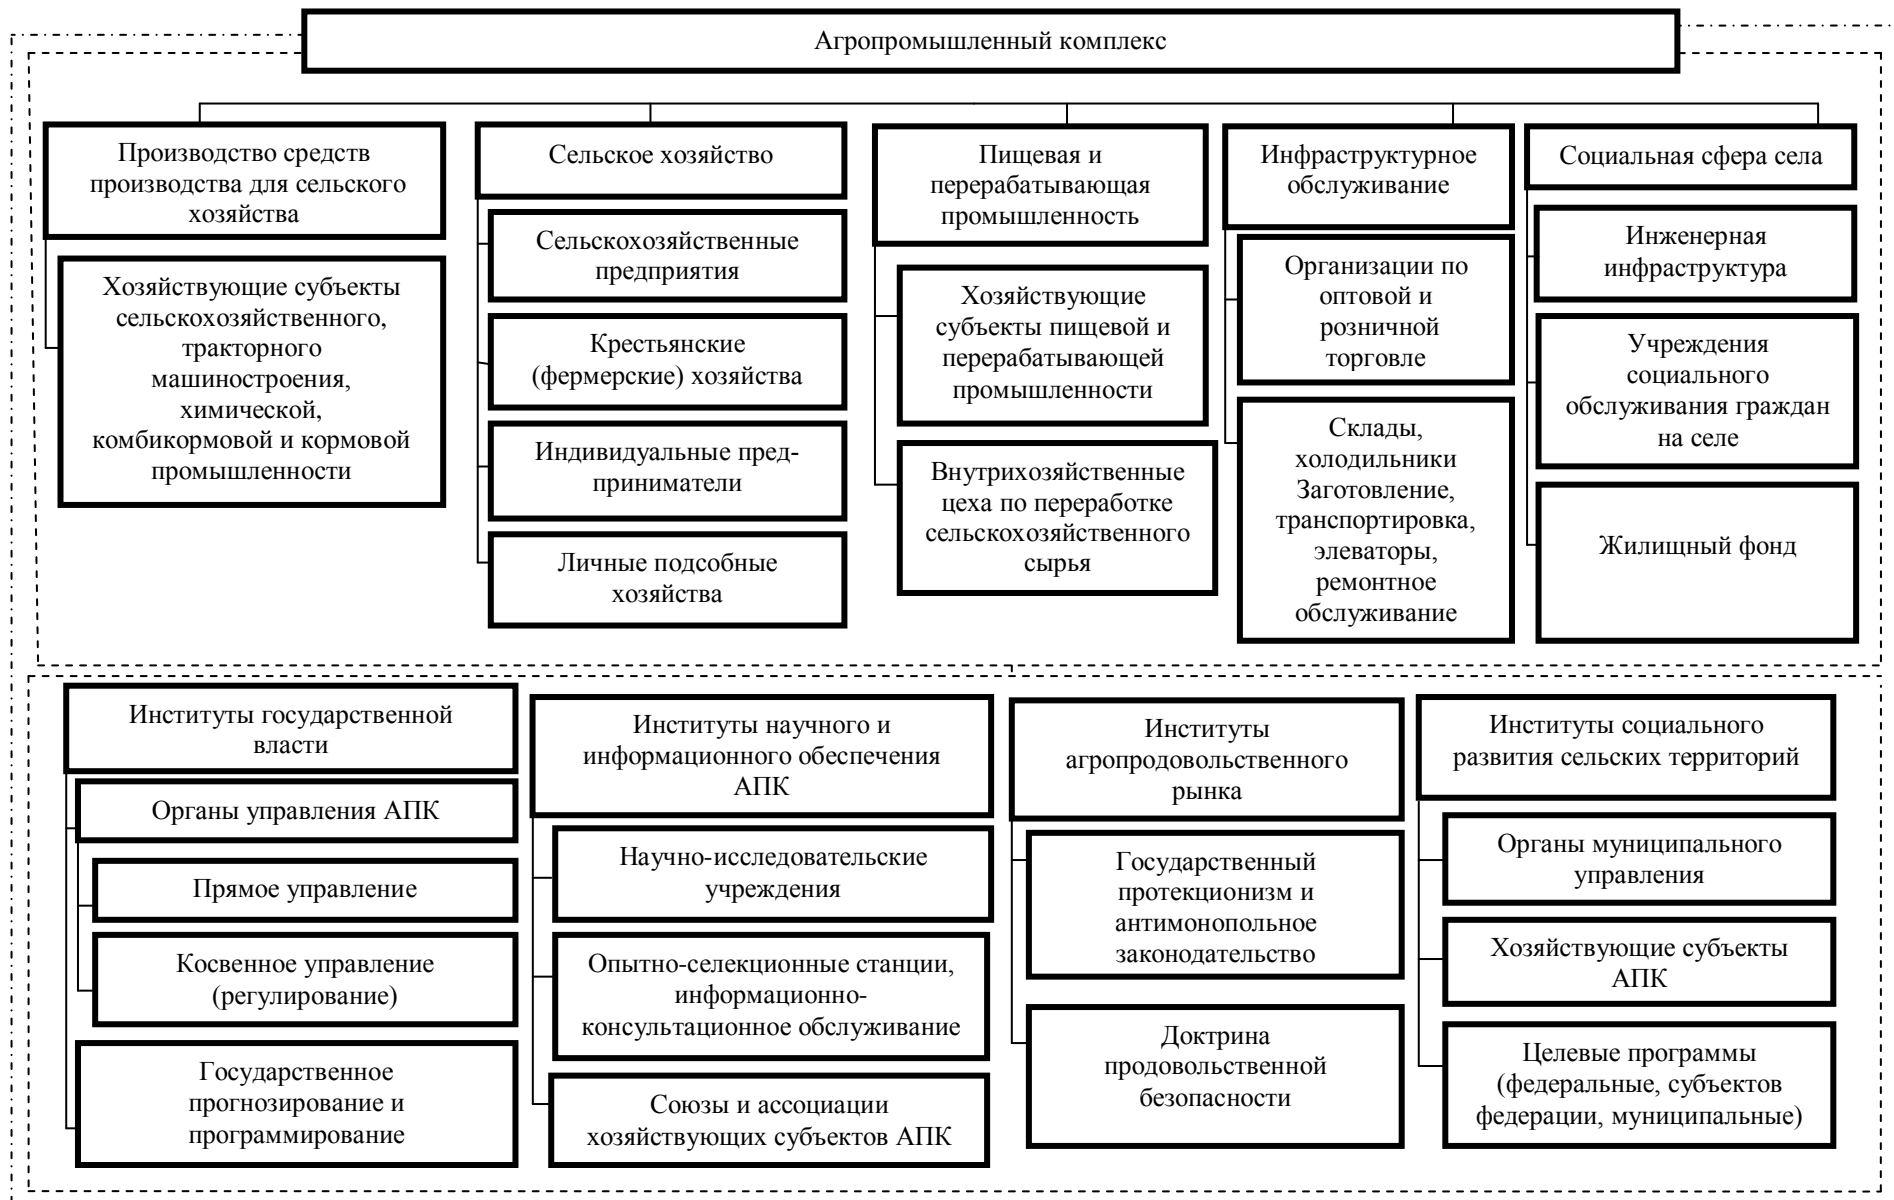 Агропромышленный комплекс
Производство средств
производства для сельского
хозяйства
Хозяйствующие субъекты
сельскохозяйственного,
тракторного
машиностроения,
химической,
комбикормовой и кормовой
промышленности
Сельское хозяйство
Сельскохозяйственные
предприятия
Крестьянские
(фермерские) хозяйства
Индивидуальные пред-
приниматели
Личные подсобные
хозяйства
Пищевая и
перерабатывающая
промышленность
Хозяйствующие
субъекты пищевой и
перерабатывающей
промышленности
Внутрихозяйственные
цеха по переработке
сельскохозяйственного
сырья
Инфраструктурное
обслуживание
Организации по
оптовой и
розничной
торговле
Склады,
холодильники
Заготовление,
транспортировка,
элеваторы,
ремонтное
обслуживание
Социальная сфера села
Инженерная
инфраструктура
Учреждения
социального
обслуживания граждан
на селе
Жилищный фонд
Институты государственной
власти
Органы управления АПК
Прямое управление
Косвенное управление
(регулирование)
Государственное
прогнозирование и
программирование
Институты научного и
информационного обеспечения
АПК
Научно-исследовательские
учреждения
Опытно-селекционные станции,
информационно-
консультационное обслуживание
Союзы и ассоциации
хозяйствующих субъектов АПК
Институты
агропродовольственного
рынка
Государственный
протекционизм и
антимонопольное
законодательство
Доктрина
продовольственной
безопасности
Институты социального
развития сельских территорий
Органы муниципального
управления
Хозяйствующие субъекты
АПК
Целевые программы
(федеральные, субъектов
федерации, муниципальные)